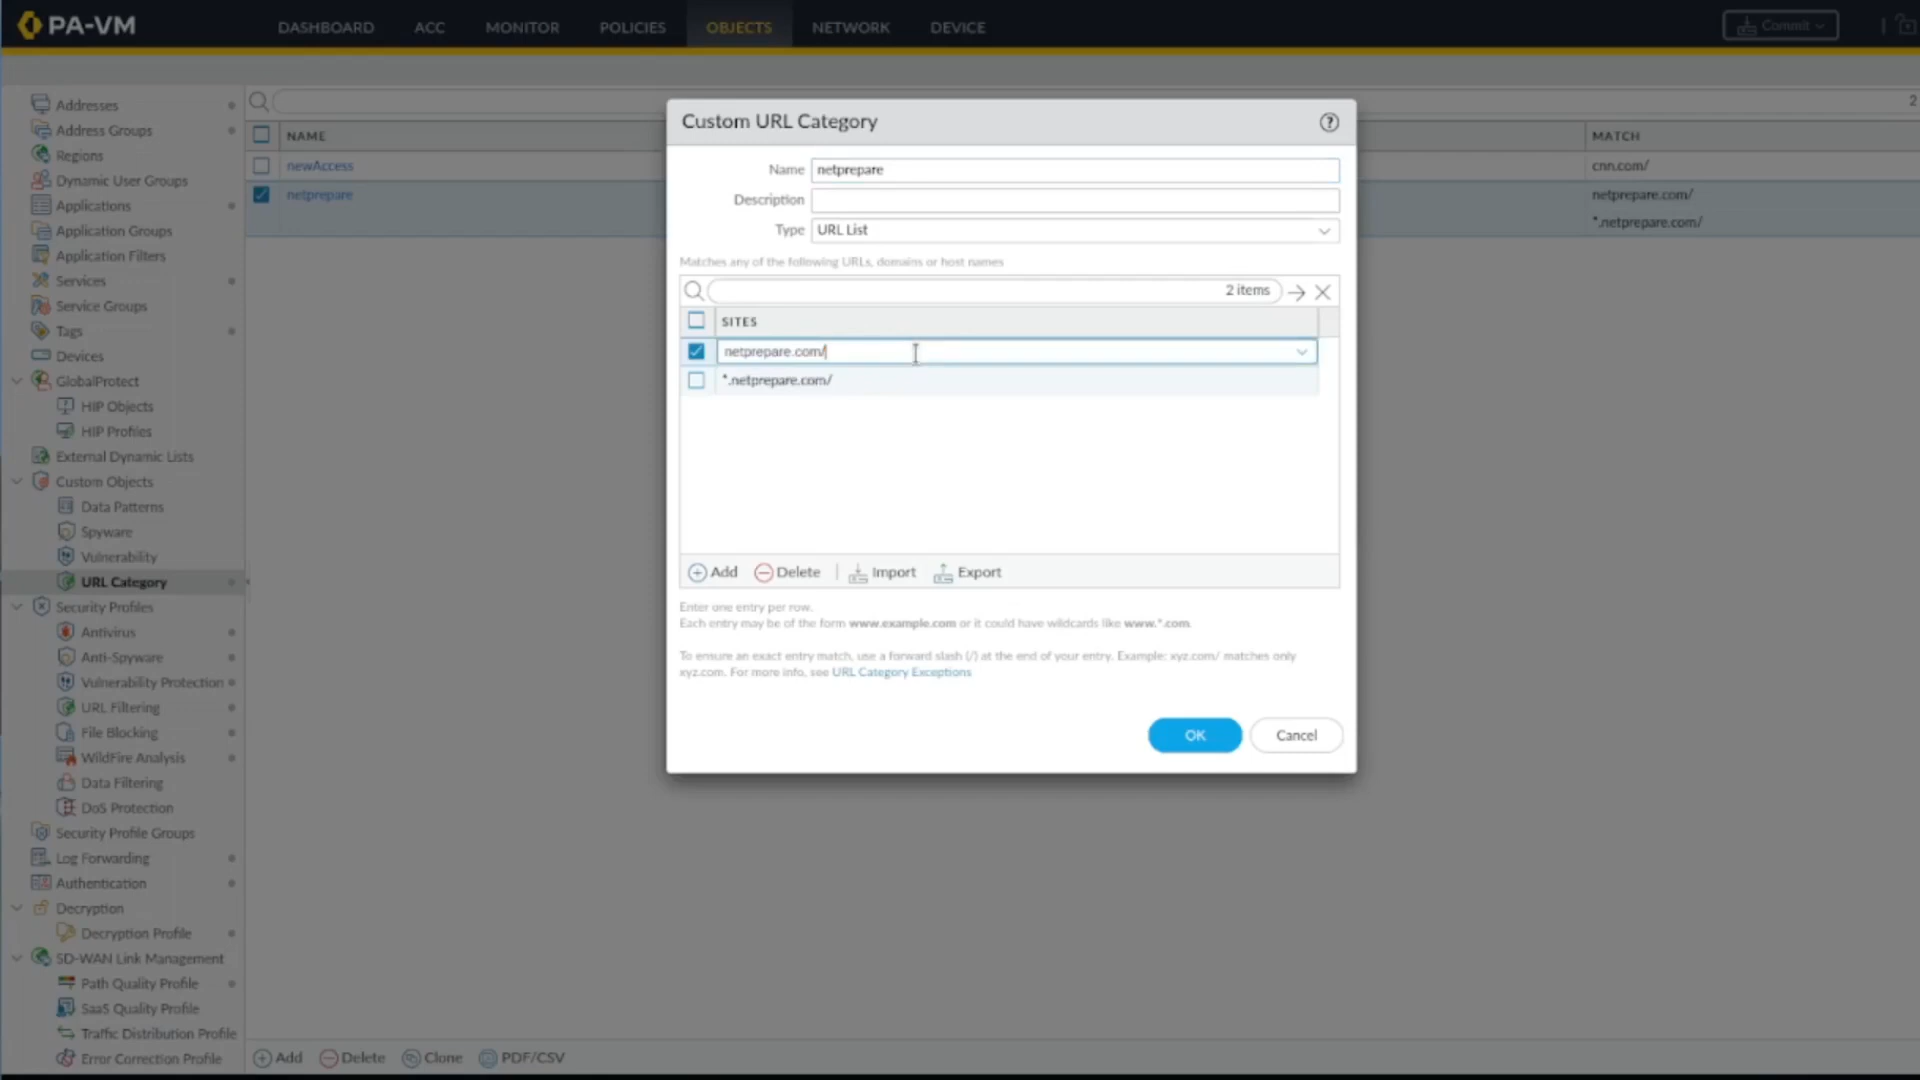 PA-VM
DASHBOARD ACC MONITOR POLICIES OBJECTS NETWORK DEVICE
Commit
Addresses
Address Groups
Regions
Dynamic User Groups
Applications
Application Groups
Application Filters
Services
Service Groups
Tags
Devices
GlobalProtect
HIP Objects
HIP Profiles
External Dynamic Lists
Custom Objects
Data Patterns
Spyware
Vulnerability
URL Category
Security Profiles
Antivirus
Anti-Spyware
Vulnerability Protection
URL Filtering
File Blocking
WildFire Analysis
Data Filtering
DoS Protection
Security Profile Groups
Log Forwarding
Authentication
Decryption
Decryption Profile
SD-WAN Link Management
Path Quality Profile
SaaS Quality Profile
Traffic Distribution Profile
Error Correction Profile
2
NAME MATCH
newAccess cnn.com/
netprepare netprepare.com/
*.netprepare.com/
Custom URL Category
Name netprepare
Description
Type URL List
Matches any of the following URLs, domains or host names
2 items
SITES
netprepare.com/
*.netprepare.com/
Add Delete Import Export
Enter one entry per row.
Each entry may be of the form www.example.com or it could have wildcards like www.*.com.
To ensure an exact entry match, use a forward slash (/) at the end of your entry. Example: xyz.com/ matches only
xyz.com. For more info, see URL Category Exceptions
OK Cancel
Add Delete Clone PDF/CSV